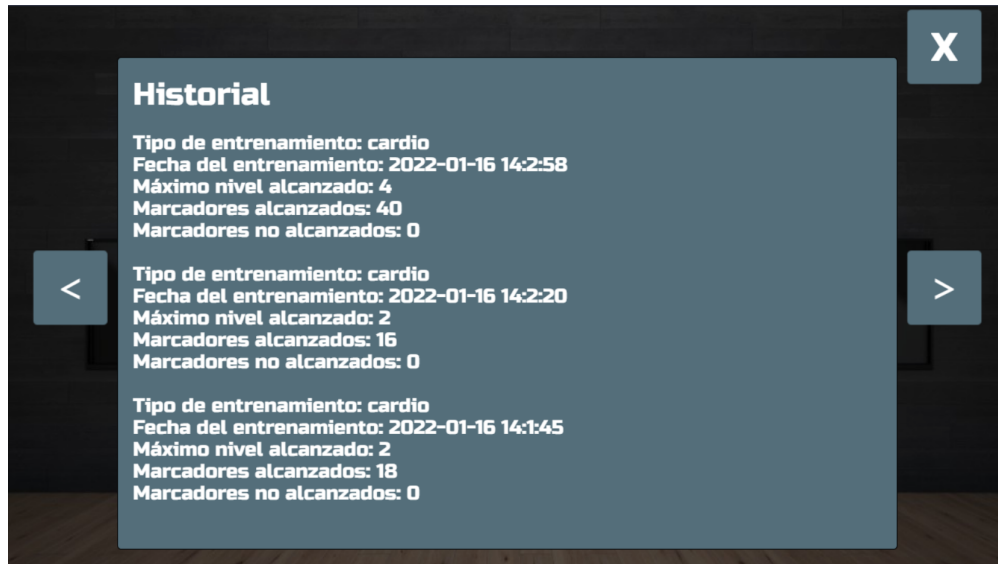 X
Historial
Tipo de entrenamiento: cardio
Fecha del entrenamiento: 2022-01-16 14:2:58
Máximo nivel alcanzado: 4
Marcadores alcanzados: 40
Marcadores no alcanzados: 0
Tipo de entrenamiento: cardio
Fecha del entrenamiento: 2022-01-16 14:2:20
Máximo nivel alcanzado: 2
Marcadores alcanzados: 16
Marcadores no alcanzados: 0
Tipo de entrenamiento: cardio
Fecha del entrenamiento: 2022-01-16 14:1:45
Máximo nivel alcanzado: 2
Marcadores alcanzados: 18
Marcadores no alcanzados: 0
<
>